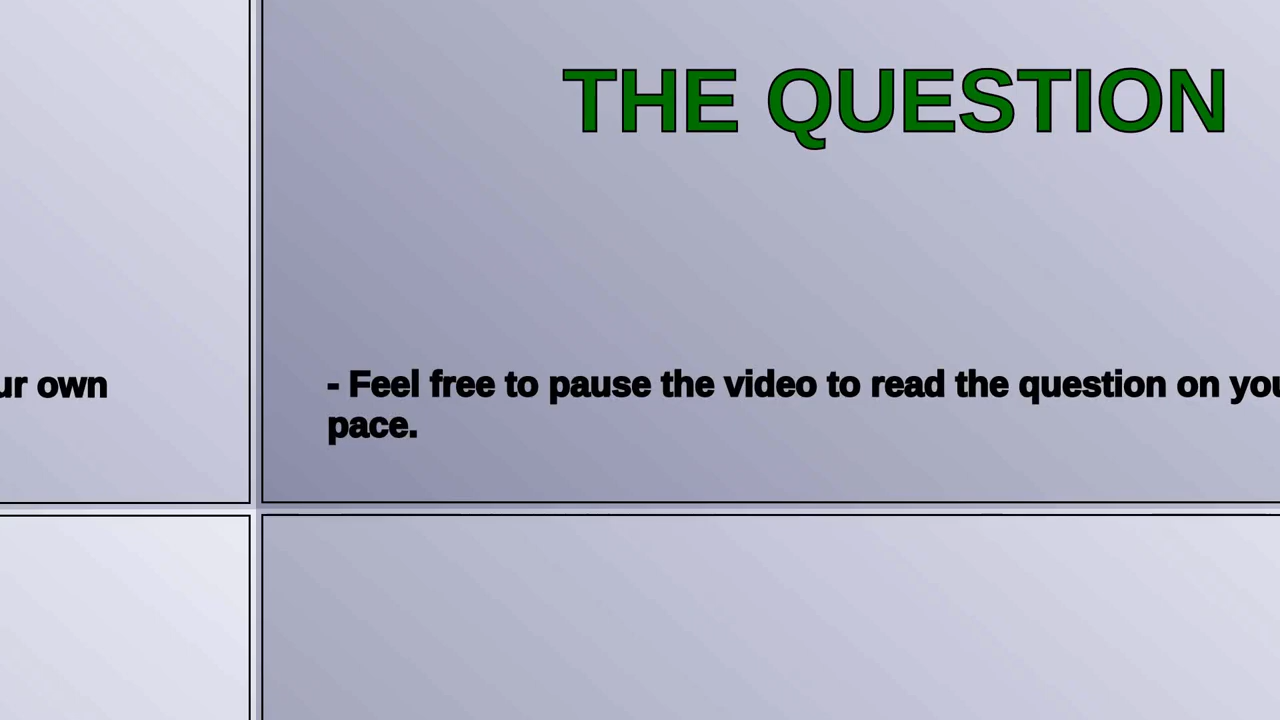 THE QUESTION
ur own
- Feel free to pause the video to read the question on you
pace.